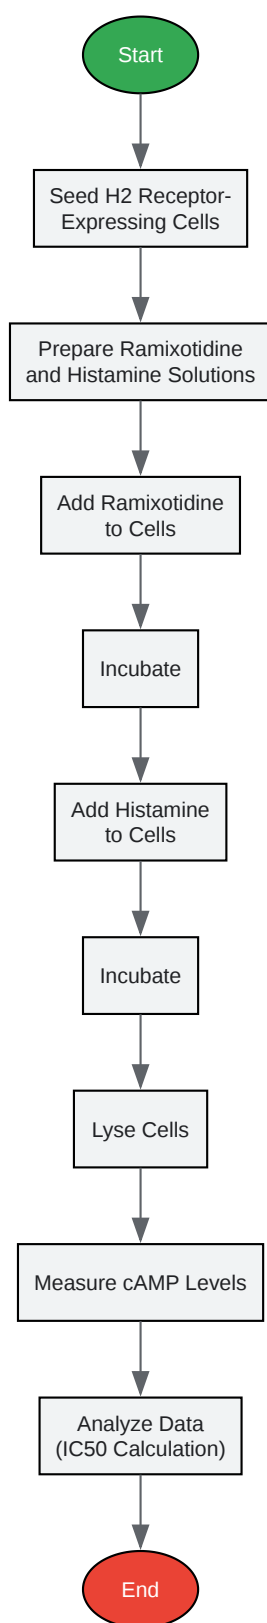 Start
Seed H2 Receptor-
Expressing Cells
Prepare Ramixotidine
and Histamine Solutions
Add Ramixotidine
to Cells
Incubate
Add Histamine
to Cells
Incubate
Lyse Cells
Measure cAMP Levels
Analyze Data
(IC50 Calculation)
End